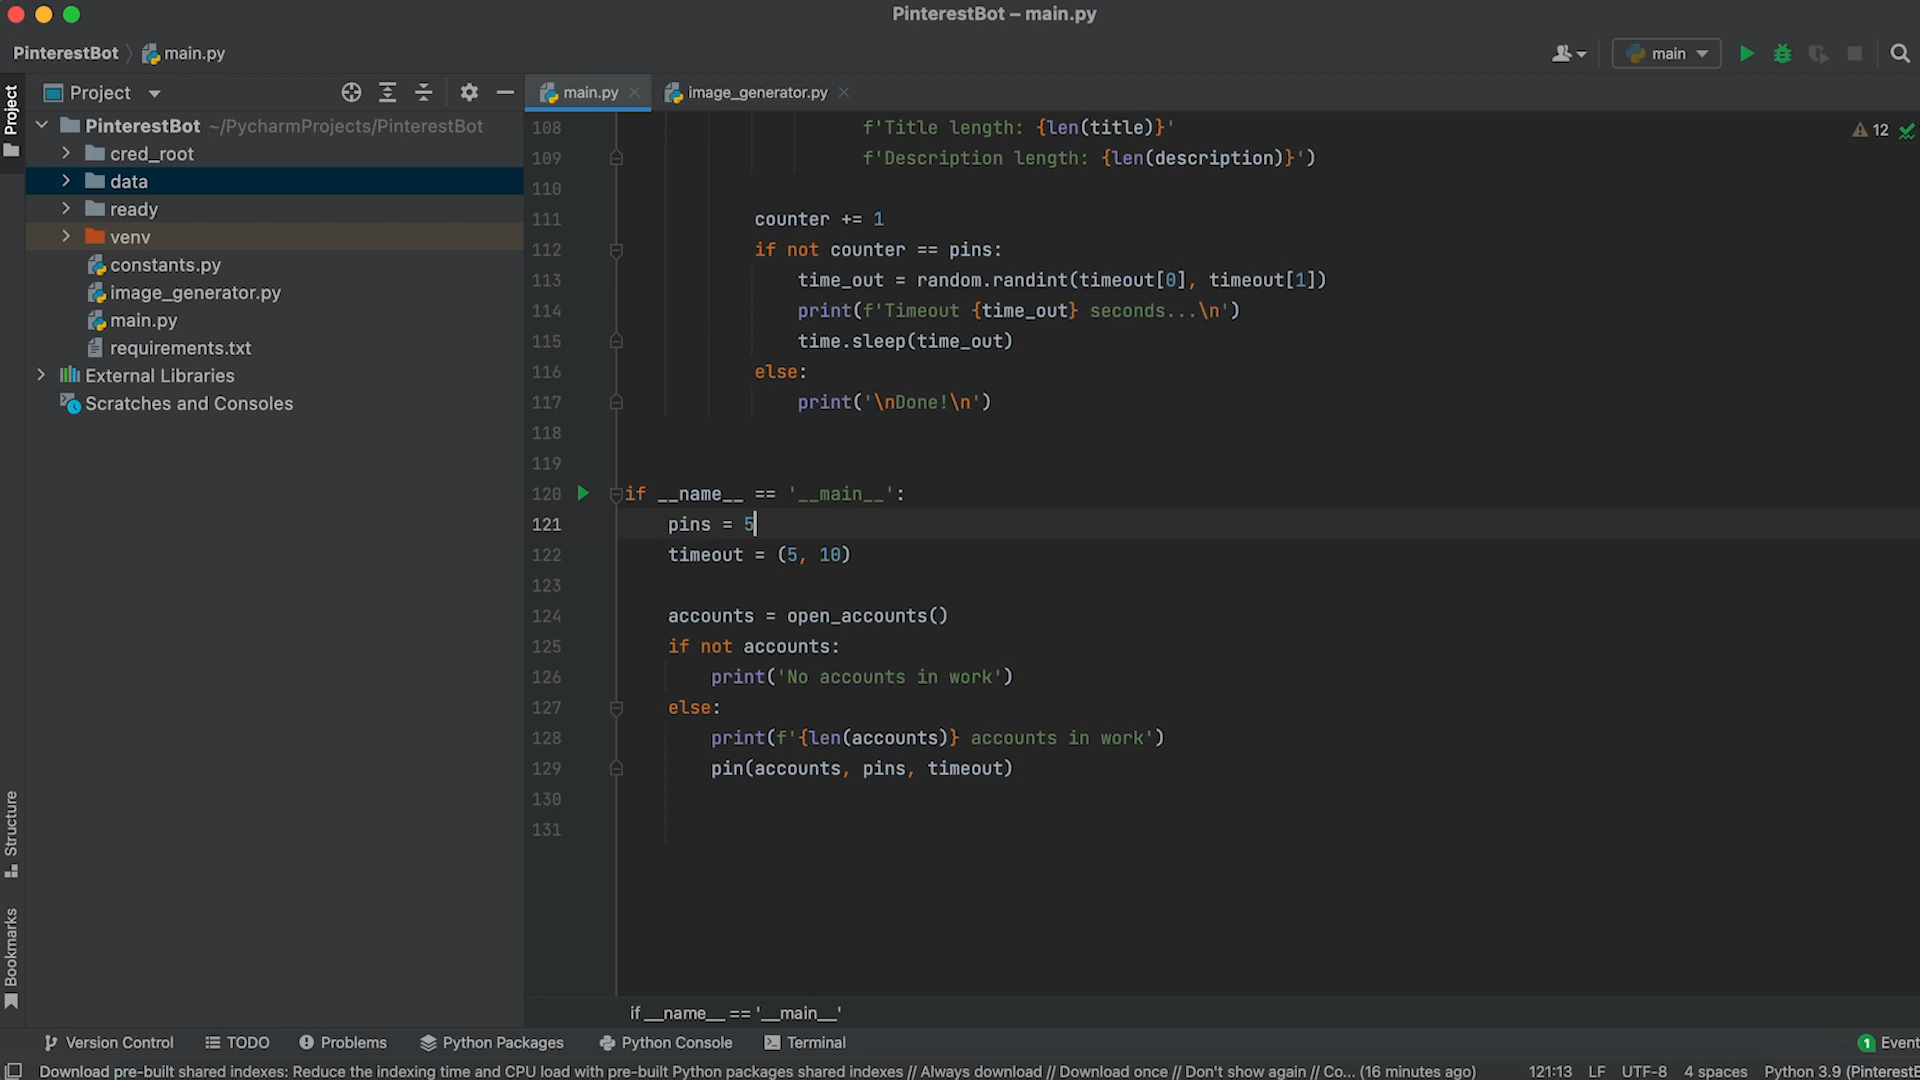 PinterestBot – main.py
PinterestBot main.py
main
Project
main.py
image_generator.py
Project
PinterestBot ~/PycharmProjects/PinterestBot
cred_root
data
ready
venv
constants.py
image_generator.py
main.py
requirements.txt
External Libraries
Scratches and Consoles
12
108 f'Title length: {len(title)}'
109 f'Description length: {len(description)}')
110
111 counter += 1
112 if not counter == pins:
113 time_out = random.randint(timeout[0], timeout[1])
114 print(f'Timeout {time_out} seconds...\n')
115 time.sleep(time_out)
116 else:
117 print('\nDone!\n')
118
119
120 if __name__ == '__main__':
121 pins = 5
122 timeout = (5, 10)
123
124 accounts = open_accounts()
125 if not accounts:
126 print('No accounts in work')
127 else:
128 print(f'{len(accounts)} accounts in work')
129 pin(accounts, pins, timeout)
130
131
Structure
Bookmarks
if __name__ == '__main__'
Version Control TODO Problems Python Packages Python Console Terminal 1 Event
Download pre-built shared indexes: Reduce the indexing time and CPU load with pre-built Python packages shared indexes // Always download // Download once // Don't show again // Co... (16 minutes ago) 121:13 LF UTF-8 4 spaces Python 3.9 (PinterestB